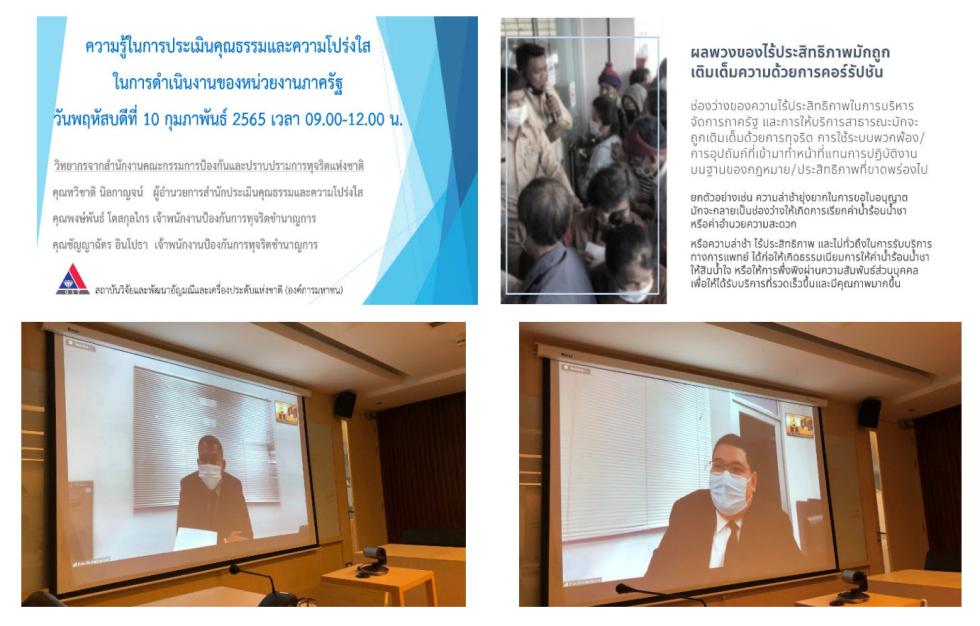 ความรู้ในการประเมินคุณธรรมและความโปร่งใส
ในการดำเนินงานของหน่วยงานภาครัฐ
วันพฤหัสบดีที่ 10 กุมภาพันธ์ 2565 เวลา 09.00-12.00 น.
วิทยากรจากสำนักงานคณะกรรมการป้องกันและปราบปรามการทุจริตแห่งชาติ
คุณทวิชาติ นิลกาญจน์ ผู้อำนวยการสำนักประเมินคุณธรรมและความโปร่งใส
คุณพงษ์พันธ์ โตสกุลไกร เจ้าพนักงานป้องกันการทุจริตชำนาญการ
คุณชัญญาฉัตร อินโปธา เจ้าพนักงานป้องกันการทุจริตชำนาญการ
GIT
สถาบันวิจัยและพัฒนาอัญมณีและเครื่องประดับแห่งชาติ (องค์การมหาชน)
ผลพวงของไร้ประสิทธิภาพมักถูก
เติมเต็มความด้วยการคอร์รัปชัน
ช่องว่างของความไร้ประสิทธิภาพในการบริหาร
จัดการภาครัฐ และการให้บริการสาธารณะมักจะ
ถูกเติมเต็มด้วยการทุจริต การใช้ระบบพวกพ้อง/
การอุปถัมภ์ที่เข้ามาทำหน้าที่แทนการปฏิบัติงาน
บนฐานของกฎหมาย/ประสิทธิภาพที่ขาดพร่องไป
ยกตัวอย่างเช่น ความล่าช้ายุ่งยากในการขอใบอนุญาต
มักจะกลายเป็นช่องว่างให้เกิดการเรียกค่าน้ำร้อนน้ำชา
หรือค่าอำนวยความสะดวก
หรือความล่าช้า ไร้ประสิทธิภาพ และไม่ทั่วถึงในการรับบริการ
ทางการแพทย์ ได้ก่อให้เกิดธรรมเนียมการให้ค่าน้ำร้อนน้ำชา
ให้สินน้ำใจ หรือให้การพึ่งพิงผ่านความสัมพันธ์ส่วนบุคคล
เพื่อให้ได้รับบริการที่รวดเร็วขึ้นและมีคุณภาพมากขึ้น